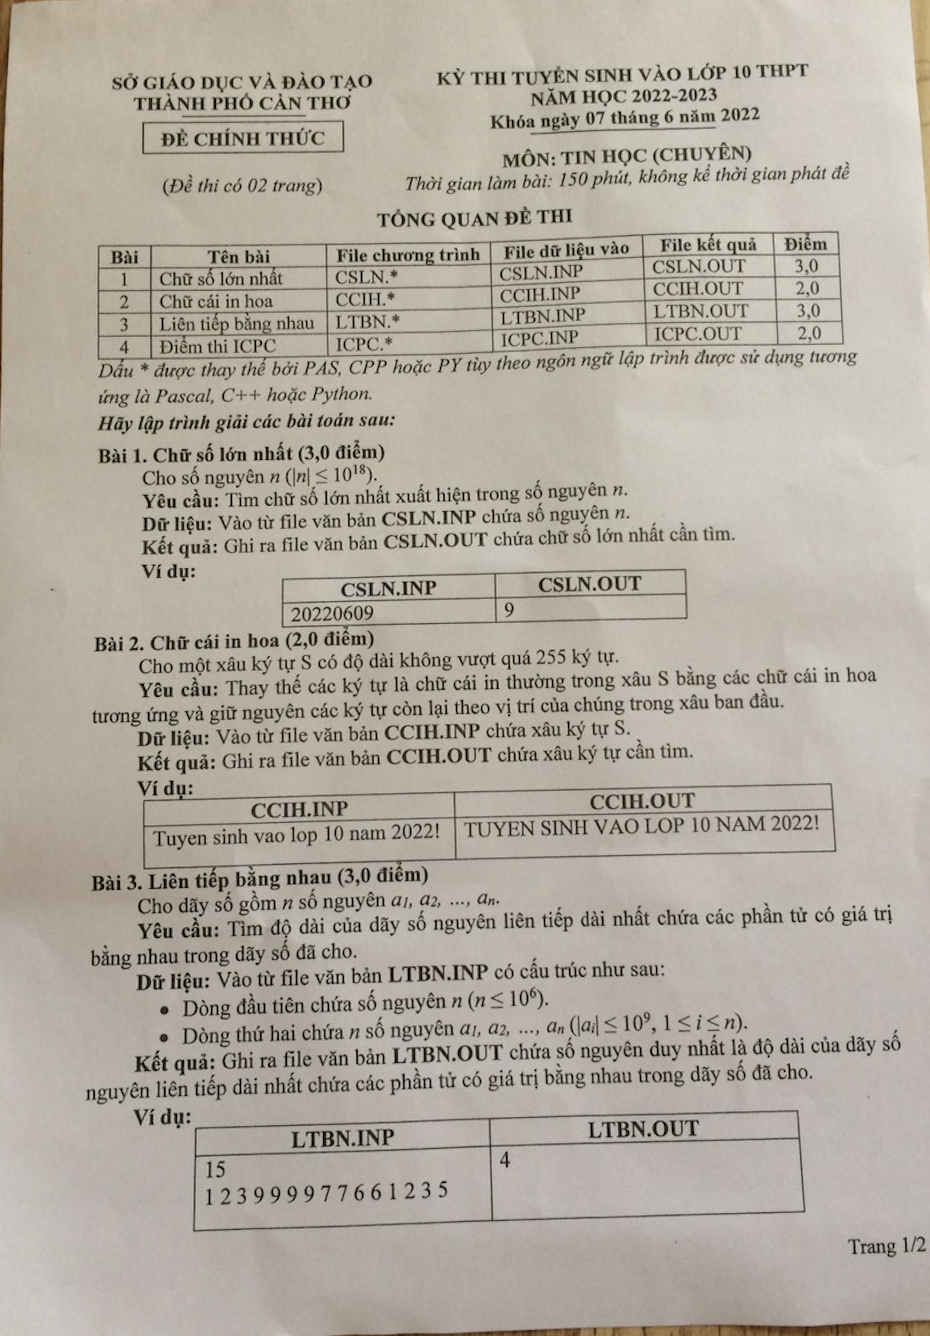 SỞ GIÁO DỤC VÀ ĐÀO TẠO
THÀNH PHỐ CẦN THƠ
ĐỀ CHÍNH THỨC
(Đề thi có 02 trang)
KỲ THI TUYỂN SINH VÀO LỚP 10 THPT
NĂM HỌC 2022-2023
Khóa ngày 07 tháng 6 năm 2022
MÔN: TIN HỌC (CHUYÊN)
Thời gian làm bài: 150 phút, không kể thời gian phát đề
TỔNG QUAN ĐỀ THI
Bài Tên bài File chương trình File dữ liệu vào File kết quả Điểm
1 Chữ số lớn nhất CSLN.* CSLN.INP CSLN.OUT 3,0
2 Chữ cái in hoa CCIH.* CCIH.INP CCIH.OUT 2,0
3 Liên tiếp bằng nhau LTBN.* LTBN.INP LTBN.OUT 3,0
4 Điểm thi ICPC ICPC.* ICPC.INP ICPC.OUT 2,0
Dấu * được thay thế bởi PAS, CPP hoặc PY tùy theo ngôn ngữ lập trình được sử dụng tương
ứng là Pascal, C++ hoặc Python.
Hãy lập trình giải các bài toán sau:
Bài 1. Chữ số lớn nhất (3,0 điểm)
Cho số nguyên n (|n| ≤ 10¹⁸).
Yêu cầu: Tìm chữ số lớn nhất xuất hiện trong số nguyên n.
Dữ liệu: Vào từ file văn bản CSLN.INP chứa số nguyên n.
Kết quả: Ghi ra file văn bản CSLN.OUT chứa chữ số lớn nhất cần tìm.
Ví dụ:
CSLN.INP CSLN.OUT
20220609 9
Bài 2. Chữ cái in hoa (2,0 điểm)
Cho một xâu ký tự S có độ dài không vượt quá 255 ký tự.
Yêu cầu: Thay thế các ký tự là chữ cái in thường trong xâu S bằng các chữ cái in hoa
tương ứng và giữ nguyên các ký tự còn lại theo vị trí của chúng trong xâu ban đầu.
Dữ liệu: Vào từ file văn bản CCIH.INP chứa xâu ký tự S.
Kết quả: Ghi ra file văn bản CCIH.OUT chứa xâu ký tự cần tìm.
Ví dụ:
CCIH.INP CCIH.OUT
Tuyen sinh vao lop 10 nam 2022! TUYEN SINH VAO LOP 10 NAM 2022!
Bài 3. Liên tiếp bằng nhau (3,0 điểm)
Cho dãy số gồm n số nguyên a₁, a₂, ..., aₙ.
Yêu cầu: Tìm độ dài của dãy số nguyên liên tiếp dài nhất chứa các phần tử có giá trị
bằng nhau trong dãy số đã cho.
Dữ liệu: Vào từ file văn bản LTBN.INP có cấu trúc như sau:
• Dòng đầu tiên chứa số nguyên n (n ≤ 10⁶).
• Dòng thứ hai chứa n số nguyên a₁, a₂, ..., aₙ (|aᵢ| ≤ 10⁹, 1 ≤ i ≤ n).
Kết quả: Ghi ra file văn bản LTBN.OUT chứa số nguyên duy nhất là độ dài của dãy số
nguyên liên tiếp dài nhất chứa các phần tử có giá trị bằng nhau trong dãy số đã cho.
Ví dụ:
LTBN.INP LTBN.OUT
15 4
1 2 3 9 9 9 9 7 7 6 6 1 2 3 5
Trang 1/2